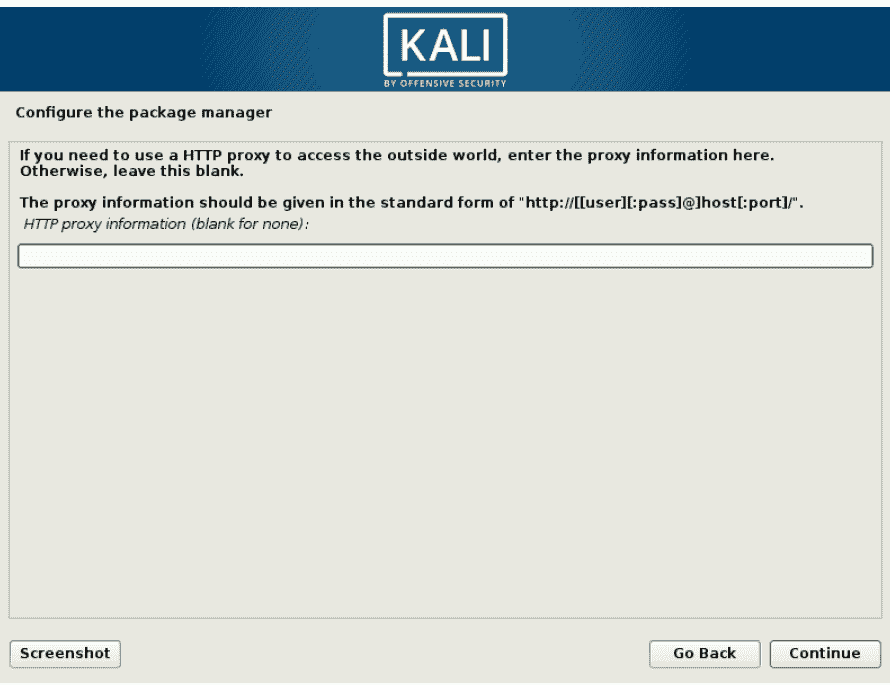 KALI
BY OFFENSIVE SECURITY
Configure the package manager
If you need to use a HTTP proxy to access the outside world, enter the proxy information here.
Otherwise, leave this blank.
The proxy information should be given in the standard form of "http://[[user][:pass]@]host[:port]/".
HTTP proxy information (blank for none):
Screenshot
Go Back
Continue